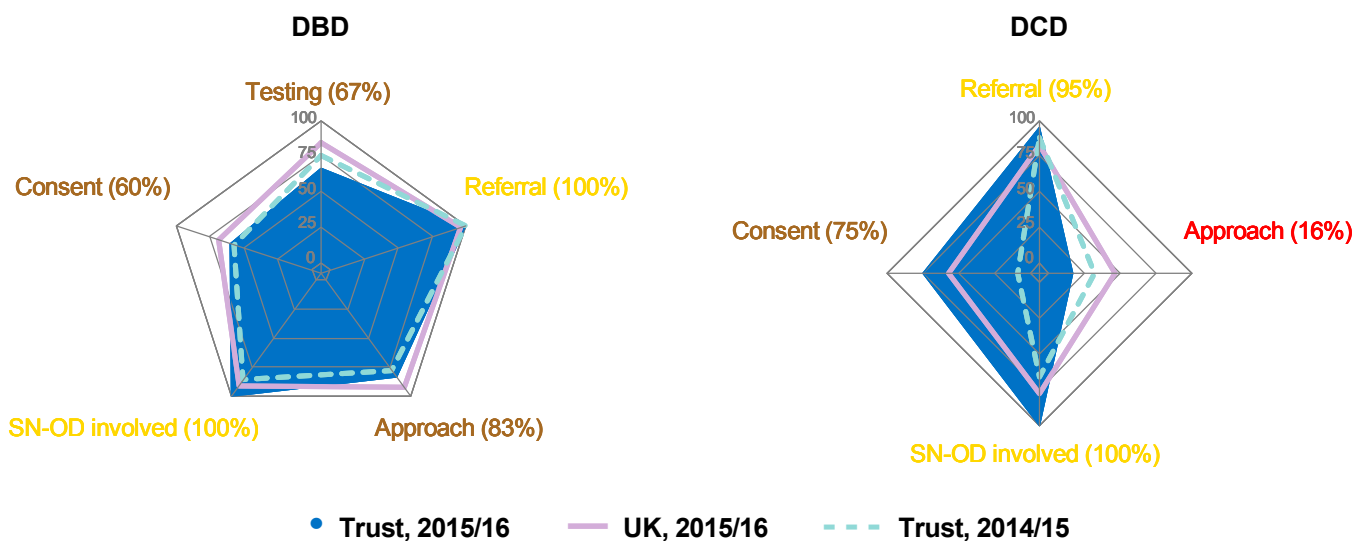 DBD
Testing (67%)
100
75
50
25
0
Consent (60%)
Referral (100%)
SN-OD involved (100%)
Approach (83%)
DCD
Referral (95%)
100
75
50
25
0
Consent (75%)
Approach (16%)
SN-OD involved (100%)
Trust, 2015/16
UK, 2015/16
Trust, 2014/15